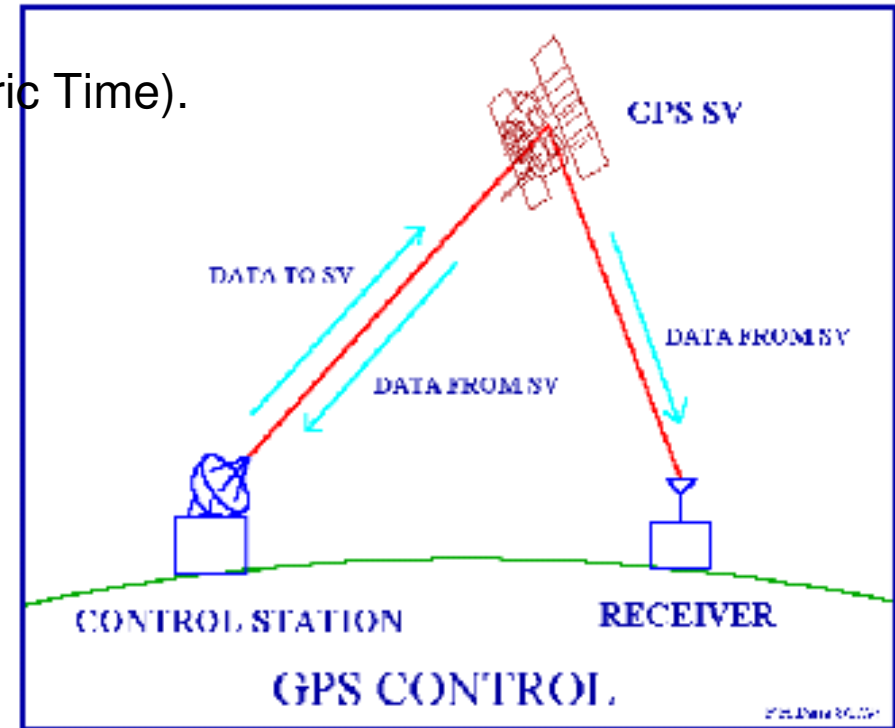 ric Time).
GPS SV
DATA TO SV
DATA FROM SV
DATA FROM SV
CONTROL STATION
RECEIVER
GPS CONTROL